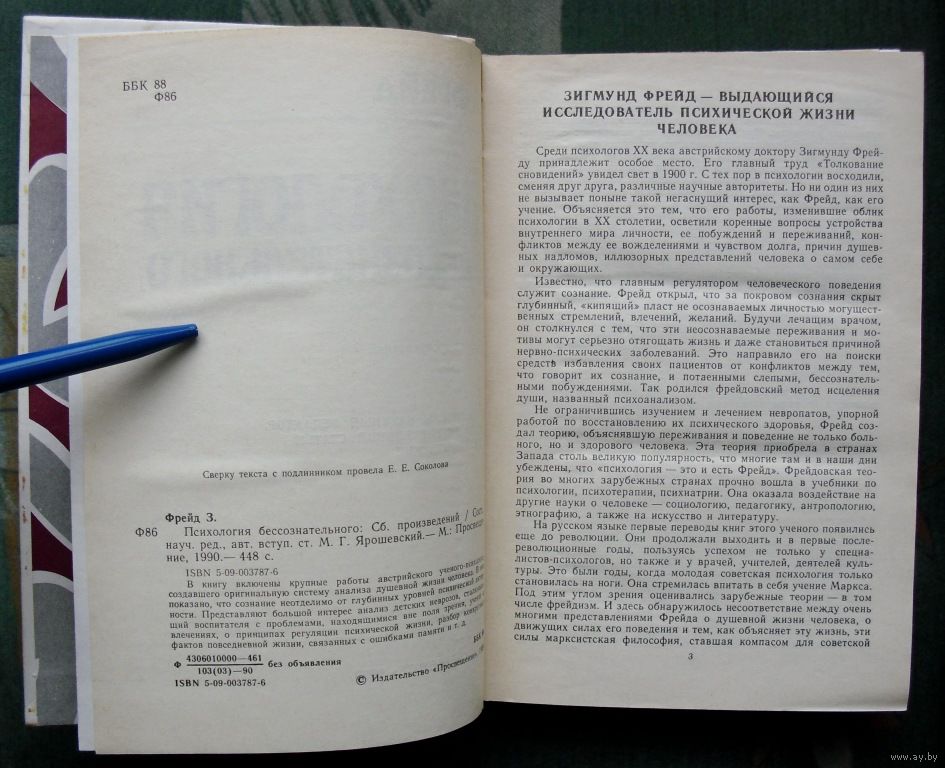 ББК 88
Ф86
Сверку текста с подлинником провела Е. Е. Соколова
Фрейд З.
Ф86 Психология бессознательного: Сб. произведений / Сост.,
науч. ред., авт. вступ. ст. М. Г. Ярошевский.— М.: Просвеще-
ние, 1990.— 448 с.
ISBN 5-09-003787-6
В книгу включены крупные работы австрийского ученого-психолога,
создавшего оригинальную систему анализа душевной жизни человека. В
показано, что сознание неотделимо от глубинных уровней психической
ности. Представляют большой интерес анализ детских неврозов,
щий воспитателя с проблемами, находящимися вне поля зрения,
влечениях, о принципах регуляции психической жизни, разбор
фактов повседневной жизни, связанных с ошибками памяти и т. д.
Ф 4306010000—461
103(03)—90 без объявления
ББК
ISBN 5-09-003787-6
© Издательство «Просвещение»,
ЗИГМУНД ФРЕЙД — ВЫДАЮЩИЙСЯ
ИССЛЕДОВАТЕЛЬ ПСИХИЧЕСКОЙ ЖИЗНИ
ЧЕЛОВЕКА
Среди психологов XX века австрийскому доктору Зигмунду Фрей-
ду принадлежит особое место. Его главный труд «Толкование
сновидений» увидел свет в 1900 г. С тех пор в психологии восходили,
сменяя друг друга, различные научные авторитеты. Но ни один из них
не вызывает поныне такой негаснущий интерес, как Фрейд, как его
учение. Объясняется это тем, что его работы, изменившие облик
психологии в XX столетии, осветили коренные вопросы устройства
внутреннего мира личности, ее побуждений и переживаний, кон-
фликтов между ее вожделениями и чувством долга, причин душев-
ных надломов, иллюзорных представлений человека о самом себе
и окружающих.
Известно, что главным регулятором человеческого поведения
служит сознание. Фрейд открыл, что за покровом сознания скрыт
глубинный, «кипящий» пласт не осознаваемых личностью могущест-
венных стремлений, влечений, желаний. Будучи лечащим врачом,
он столкнулся с тем, что эти неосознаваемые переживания и мо-
тивы могут серьезно отягощать жизнь и даже становиться причиной
нервно-психических заболеваний. Это направило его на поиски
средств избавления своих пациентов от конфликтов между тем,
что говорит их сознание, и потаенными слепыми, бессознатель-
ными побуждениями. Так родился фрейдовский метод исцеления
души, названный психоанализом.
Не ограничившись изучением и лечением невропатов, упорной
работой по восстановлению их психического здоровья, Фрейд соз-
дал теорию, объяснявшую переживания и поведение не только боль-
ного, но и здорового человека. Эта теория приобрела в странах
Запада столь великую популярность, что многие там и в наши дни
убеждены, что «психология — это и есть Фрейд». Фрейдовская тео-
рия во многих зарубежных странах прочно вошла в учебники по
психологии, психотерапии, психиатрии. Она оказала воздействие на
другие науки о человеке — социологию, педагогику, антропологию,
этнографию, а также на искусство и литературу.
На русском языке первые переводы книг этого ученого появились
еще до революции. Они продолжали выходить и в первые после-
революционные годы, пользуясь успехом не только у специа-
листов-психологов, но также и у врачей, учителей, деятелей куль-
туры. Это были годы, когда молодая советская психология только
становилась на ноги. Она стремилась впитать в себя учение Маркса.
Под этим углом зрения оценивались зарубежные теории — в том
числе фрейдизм. И здесь обнаружилось несоответствие между очень
многими представлениями Фрейда о душевной жизни человека, о
движущих силах его поведения и тем, как объясняет эту жизнь, эти
силы марксистская философия, ставшая компасом для советской
3
www.ay.by